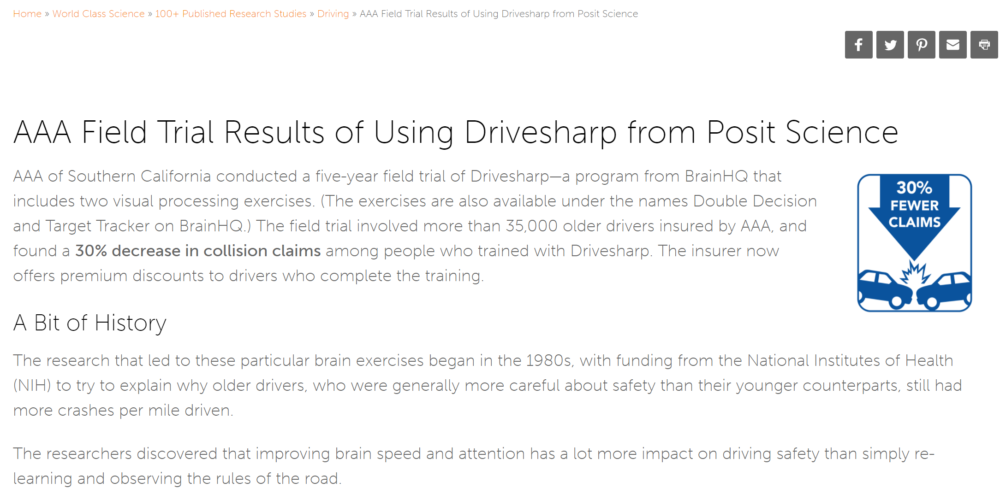 Home » World Class Science » 100+ Published Research Studies » Driving » AAA Field Trial Results of Using Drivesharp from Posit Science
AAA Field Trial Results of Using Drivesharp from Posit Science
AAA of Southern California conducted a five-year field trial of Drivesharp—a program from BrainHQ that
includes two visual processing exercises. (The exercises are also available under the names Double Decision
and Target Tracker on BrainHQ.) The field trial involved more than 35,000 older drivers insured by AAA, and
found a 30% decrease in collision claims among people who trained with Drivesharp. The insurer now
offers premium discounts to drivers who complete the training.
30%
FEWER
CLAIMS
A Bit of History
The research that led to these particular brain exercises began in the 1980s, with funding from the National Institutes of Health
(NIH) to try to explain why older drivers, who were generally more careful about safety than their younger counterparts, still had
more crashes per mile driven.
The researchers discovered that improving brain speed and attention has a lot more impact on driving safety than simply re-
learning and observing the rules of the road.